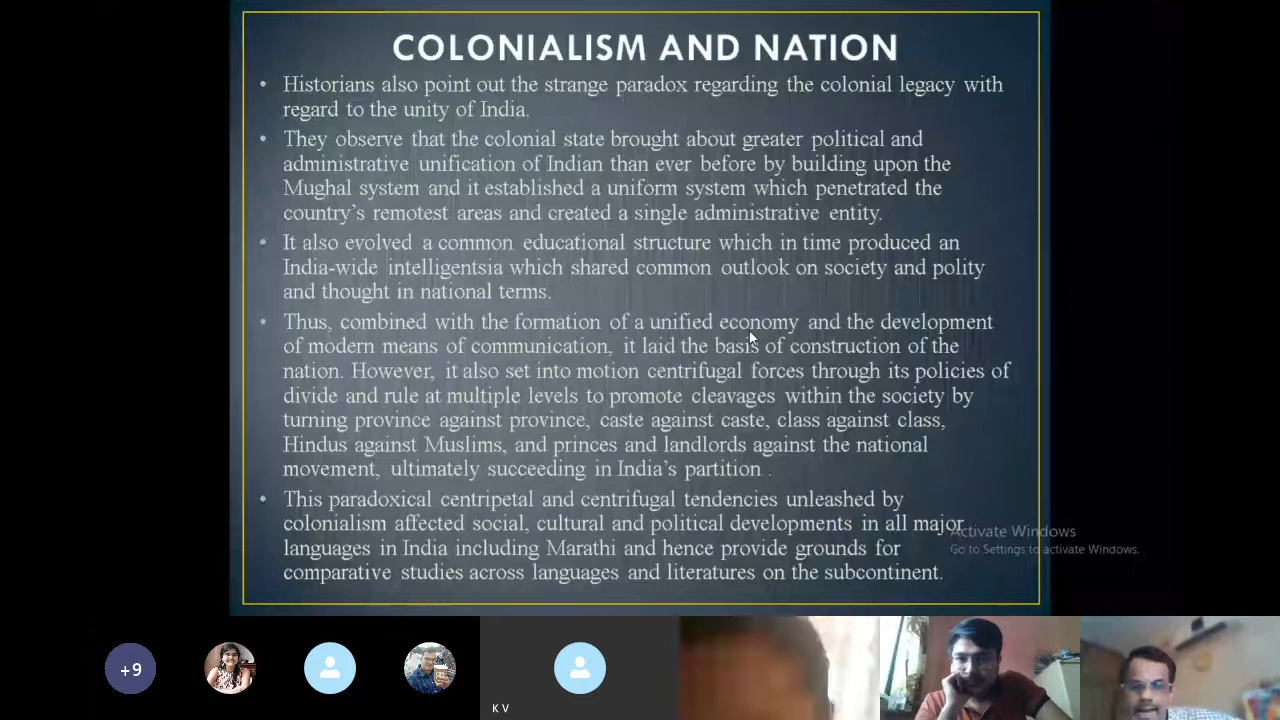 COLONIALISM AND NATION
• Historians also point out the strange paradox regarding the colonial legacy with
regard to the unity of India.
• They observe that the colonial state brought about greater political and
administrative unification of Indian than ever before by building upon the
Mughal system and it established a uniform system which penetrated the
country's remotest areas and created a single administrative entity.
• It also evolved a common educational structure which in time produced an
India-wide intelligentsia which shared common outlook on society and polity
and thought in national terms.
• Thus, combined with the formation of a unified economy and the development
of modern means of communication, it laid the basis of construction of the
nation. However, it also set into motion centrifugal forces through its policies of
divide and rule at multiple levels to promote cleavages within the society by
turning province against province, caste against caste, class against class,
Hindus against Muslims, and princes and landlords against the national
movement, ultimately succeeding in India's partition .
• This paradoxical centripetal and centrifugal tendencies unleashed by
colonialism affected social, cultural and political developments in all major
languages in India including Marathi and hence provide grounds for
comparative studies across languages and literatures on the subcontinent.
Activate Windows
Go to Settings to activate Windows.
+9
K V